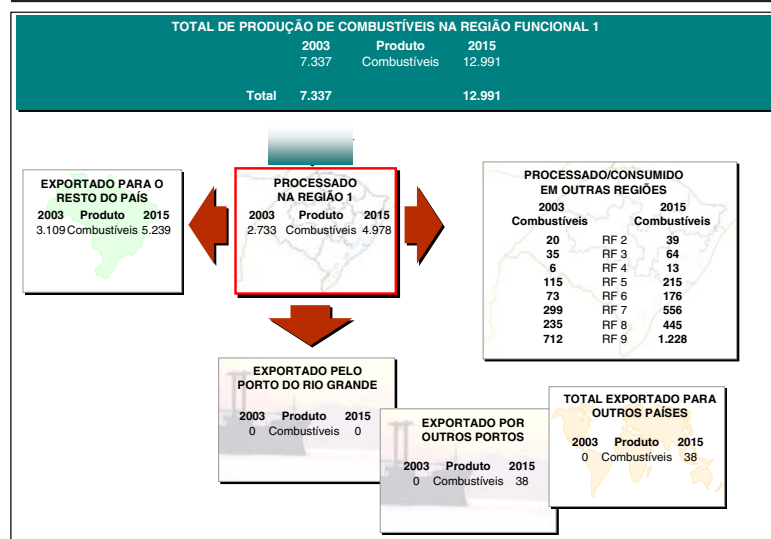 TOTAL DE PRODUÇÃO DE COMBUSTÍVEIS NA REGIÃO FUNCIONAL 1
2003 Produto 2015
7.337 Combustíveis 12.991
Total 7.337 12.991
EXPORTADO PARA O
RESTO DO PAÍS
2003 Produto 2015
3.109 Combustíveis 5.239
PROCESSADO
NA REGIÃO 1
2003 Produto 2015
2.733 Combustíveis 4.978
PROCESSADO/CONSUMIDO
EM OUTRAS REGIÕES
2003 2015
Combustíveis Combustíveis
20 RF 2 39
35 RF 3 64
6 RF 4 13
115 RF 5 215
73 RF 6 176
299 RF 7 556
235 RF 8 445
712 RF 9 1.228
EXPORTADO PELO
PORTO DO RIO GRANDE
2003 Produto 2015
0 Combustíveis 0
EXPORTADO POR
OUTROS PORTOS
2003 Produto 2015
0 Combustíveis 38
TOTAL EXPORTADO PARA
OUTROS PAÍSES
2003 Produto 2015
0 Combustíveis 38